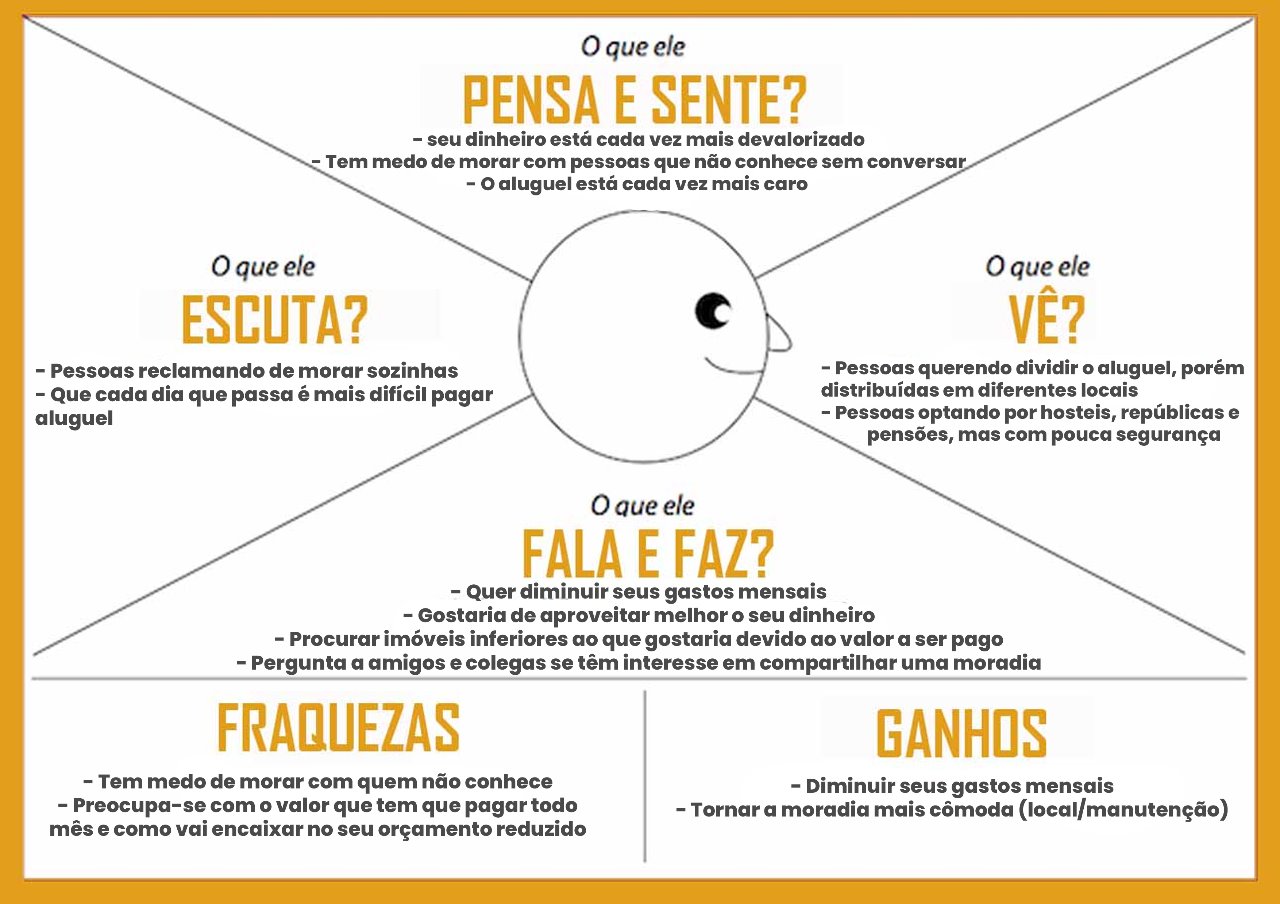 O que ele
PENSA E SENTE?
- seu dinheiro está cada vez mais devalorizado
- Tem medo de morar com pessoas que não conhece sem conversar
- O aluguel está cada vez mais caro
O que ele
ESCUTA?
- Pessoas reclamando de morar sozinhas
- Que cada dia que passa é mais difícil pagar
aluguel
O que ele
VÊ?
- Pessoas querendo dividir o aluguel, porém
distribuídas em diferentes locais
- Pessoas optando por hosteis, repúblicas e
pensões, mas com pouca segurança
O que ele
FALA E FAZ?
- Quer diminuir seus gastos mensais
- Gostaria de aproveitar melhor o seu dinheiro
- Procurar imóveis inferiores ao que gostaria devido ao valor a ser pago
- Pergunta a amigos e colegas se têm interesse em compartilhar uma moradia
FRAQUEZAS
- Tem medo de morar com quem não conhece
- Preocupa-se com o valor que tem que pagar todo
mês e como vai encaixar no seu orçamento reduzido
GANHOS
- Diminuir seus gastos mensais
- Tornar a moradia mais cômoda (local/manutenção)